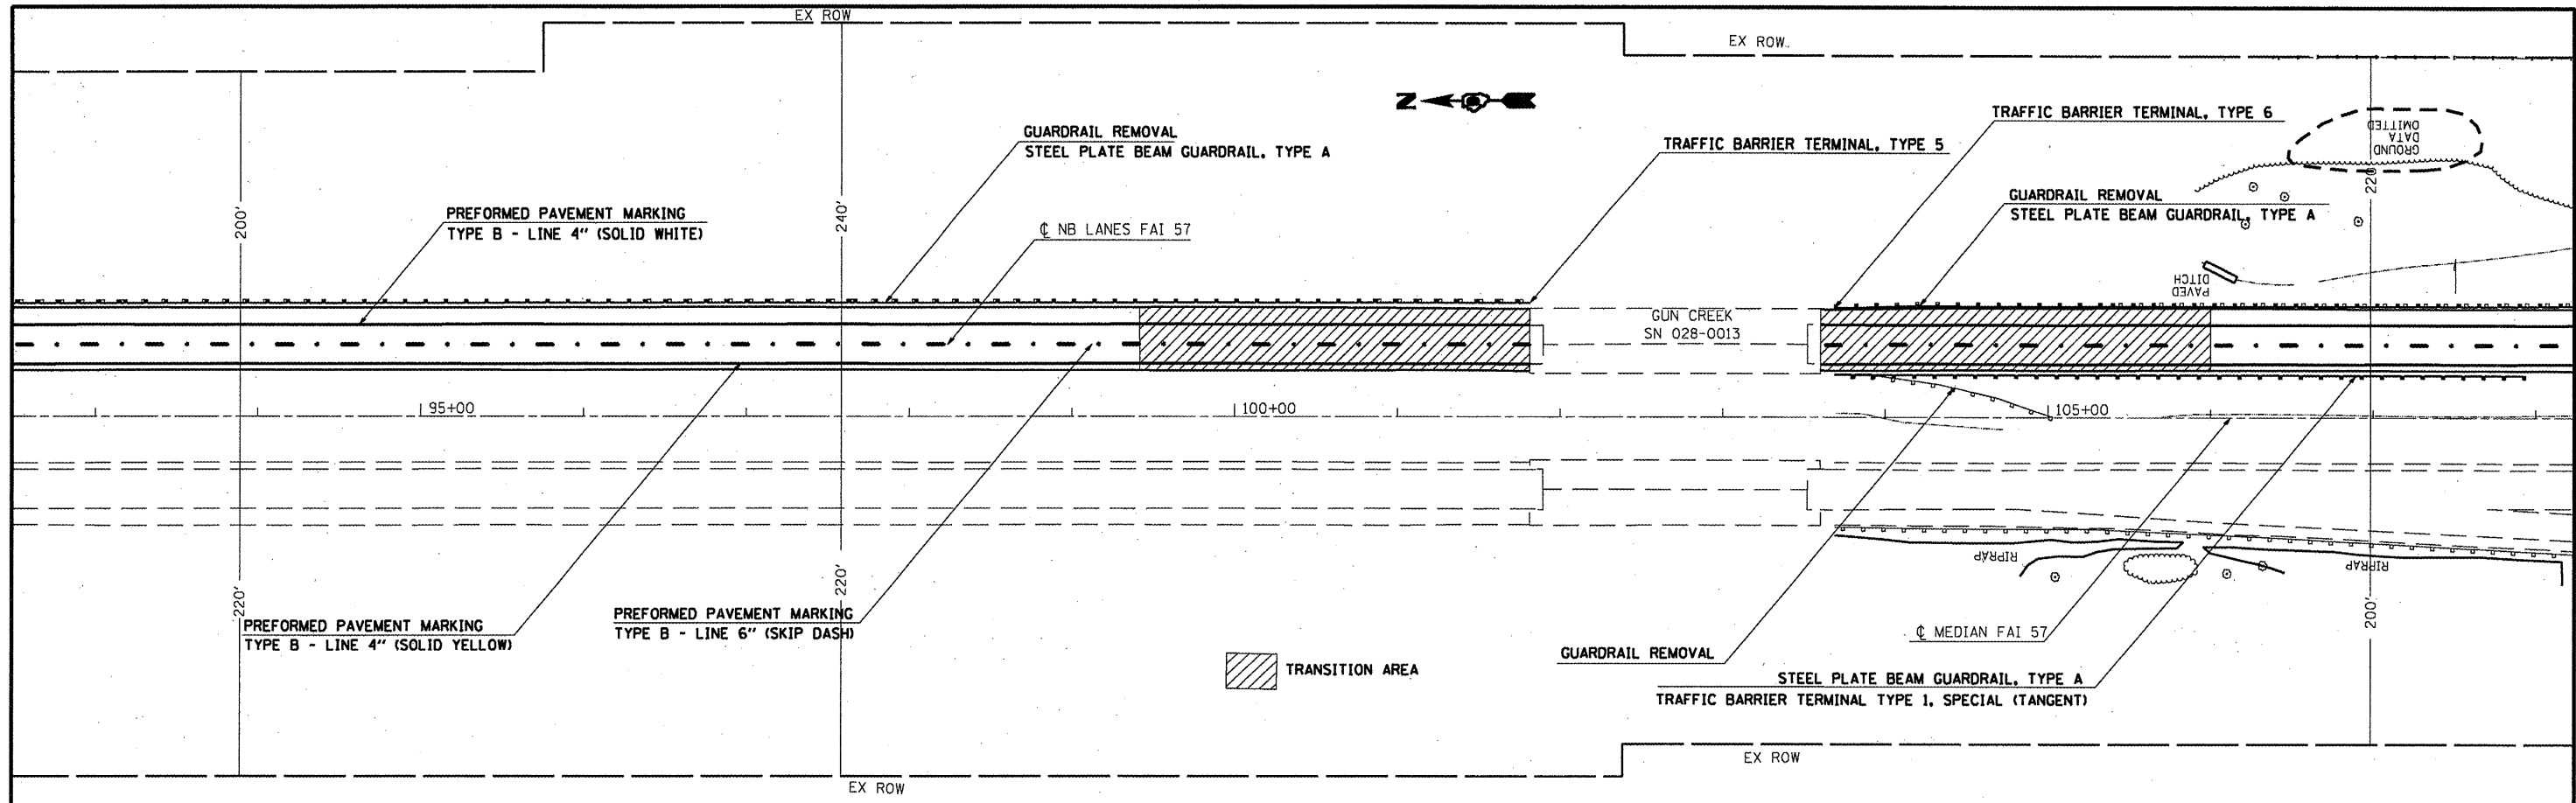 EX ROW
EX ROW
N
TRAFFIC BARRIER TERMINAL, TYPE 6
GUARDRAIL REMOVAL
STEEL PLATE BEAM GUARDRAIL, TYPE A
TRAFFIC BARRIER TERMINAL, TYPE 5
GROUND
DATA
OMITTED
200'
240'
220'
PREFORMED PAVEMENT MARKING
TYPE B - LINE 4" (SOLID WHITE)
℄ NB LANES FAI 57
GUARDRAIL REMOVAL
STEEL PLATE BEAM GUARDRAIL, TYPE A
PAVED
DITCH
GUN CREEK
SN 028-0013
95+00
100+00
105+00
RIPRAP
RIPRAP
220'
220'
200'
PREFORMED PAVEMENT MARKING
TYPE B - LINE 4" (SOLID YELLOW)
PREFORMED PAVEMENT MARKING
TYPE B - LINE 6" (SKIP DASH)
TRANSITION AREA
GUARDRAIL REMOVAL
℄ MEDIAN FAI 57
STEEL PLATE BEAM GUARDRAIL, TYPE A
TRAFFIC BARRIER TERMINAL TYPE 1, SPECIAL (TANGENT)
EX ROW
EX ROW